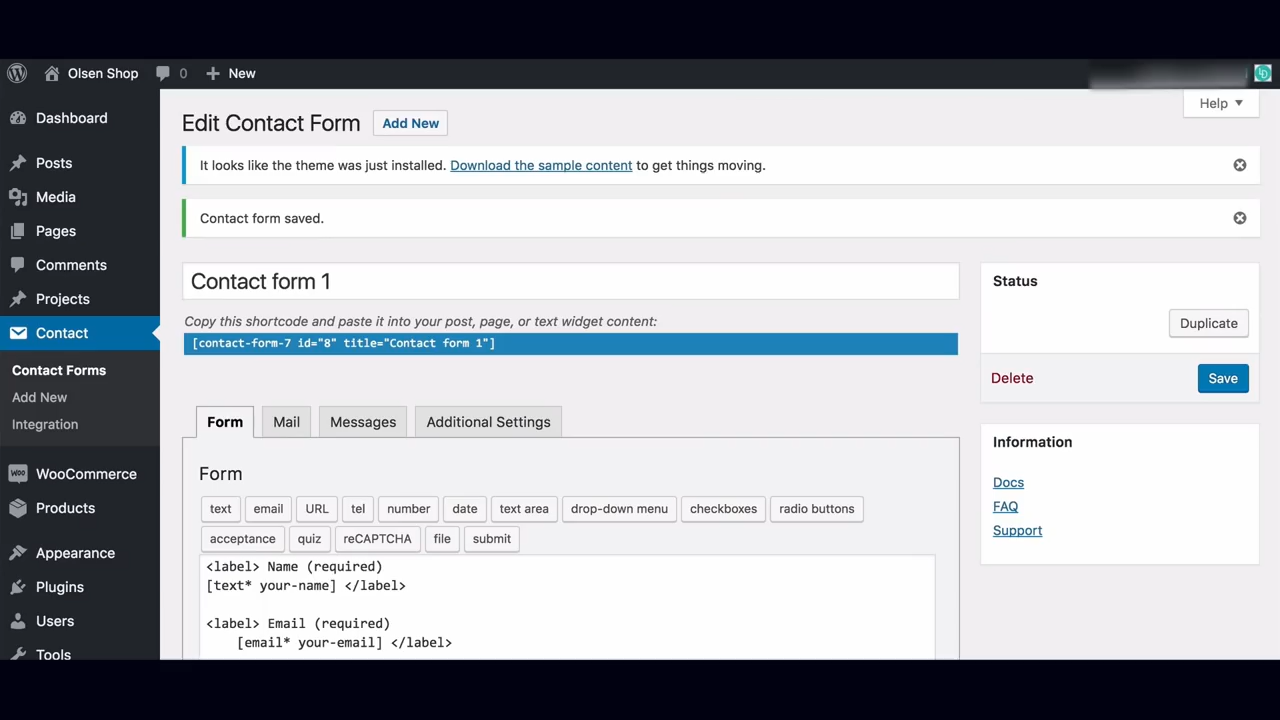 Olsen Shop 0 New
Help
Dashboard
Posts
Media
Pages
Comments
Projects
Contact
Contact Forms
Add New
Integration
WooCommerce
Products
Appearance
Plugins
Users
Tools
Edit Contact Form Add New
It looks like the theme was just installed. Download the sample content to get things moving.
Contact form saved.
Contact form 1
Copy this shortcode and paste it into your post, page, or text widget content:
[contact-form-7 id="8" title="Contact form 1"]
Form Mail Messages Additional Settings
Form
text email URL tel number date text area drop-down menu checkboxes radio buttons
acceptance quiz reCAPTCHA file submit
<label> Name (required)
[text* your-name] </label>
<label> Email (required)
[email* your-email] </label>
Status
Duplicate
Delete Save
Information
Docs
FAQ
Support